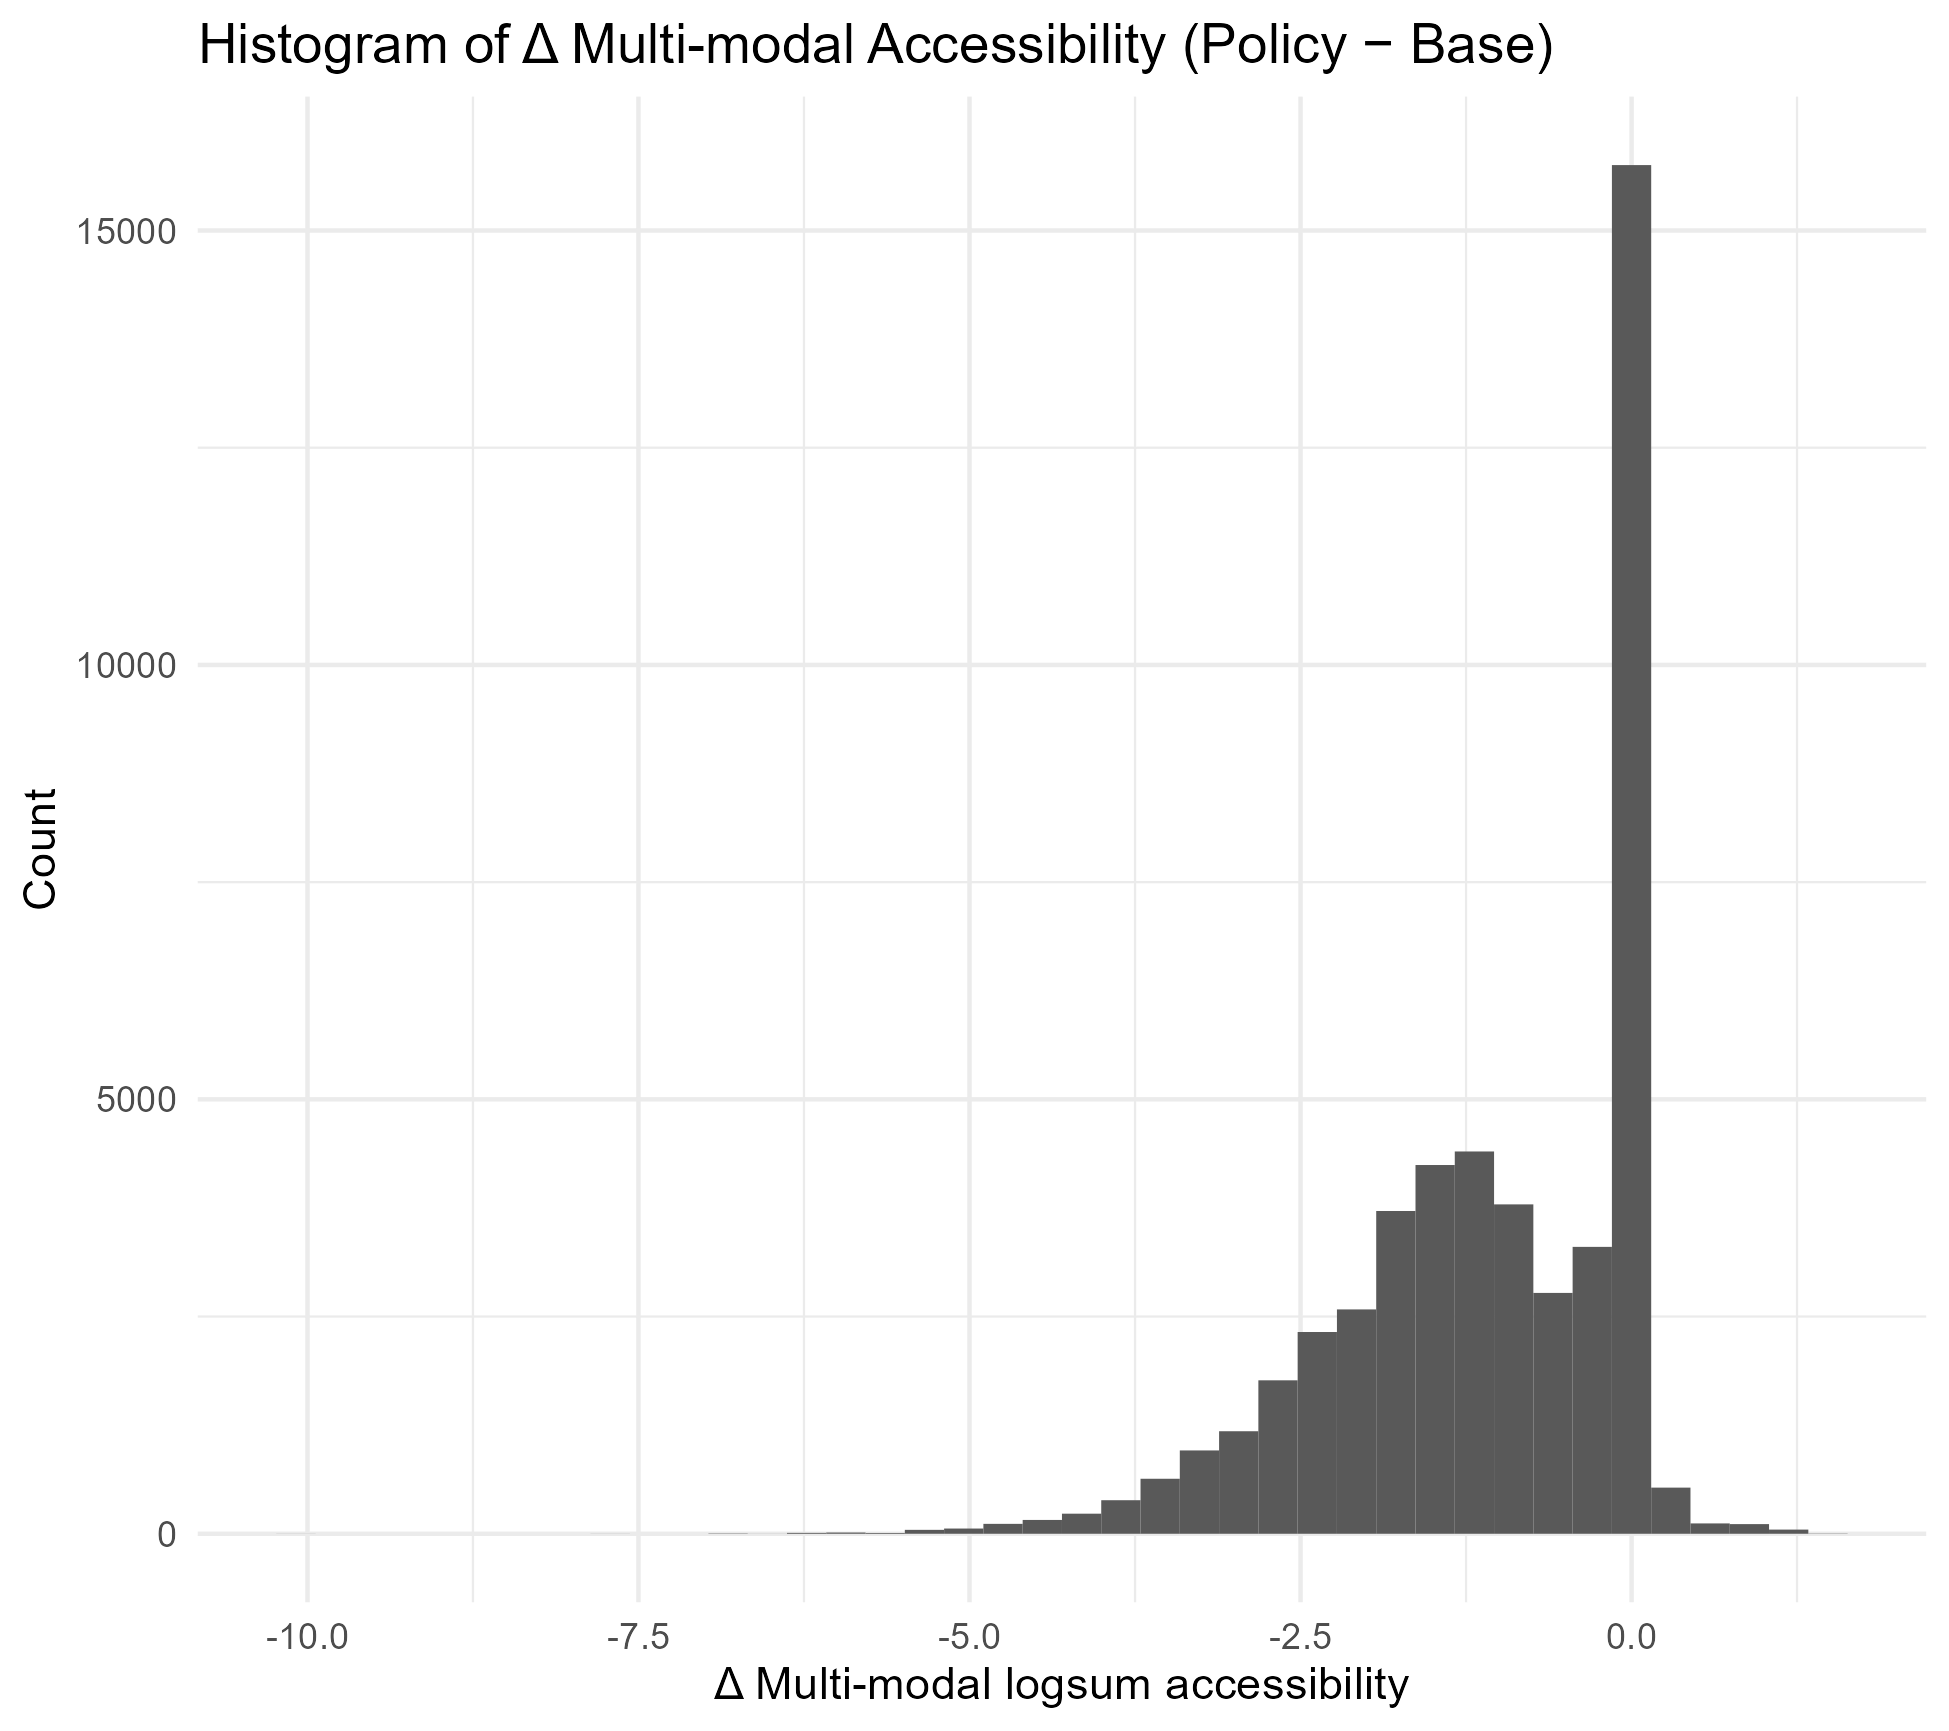 Histogram of Δ Multi-modal Accessibility (Policy − Base)
15000
10000
5000
0
Count
-10.0 -7.5 -5.0 -2.5 0.0
Δ Multi-modal logsum accessibility